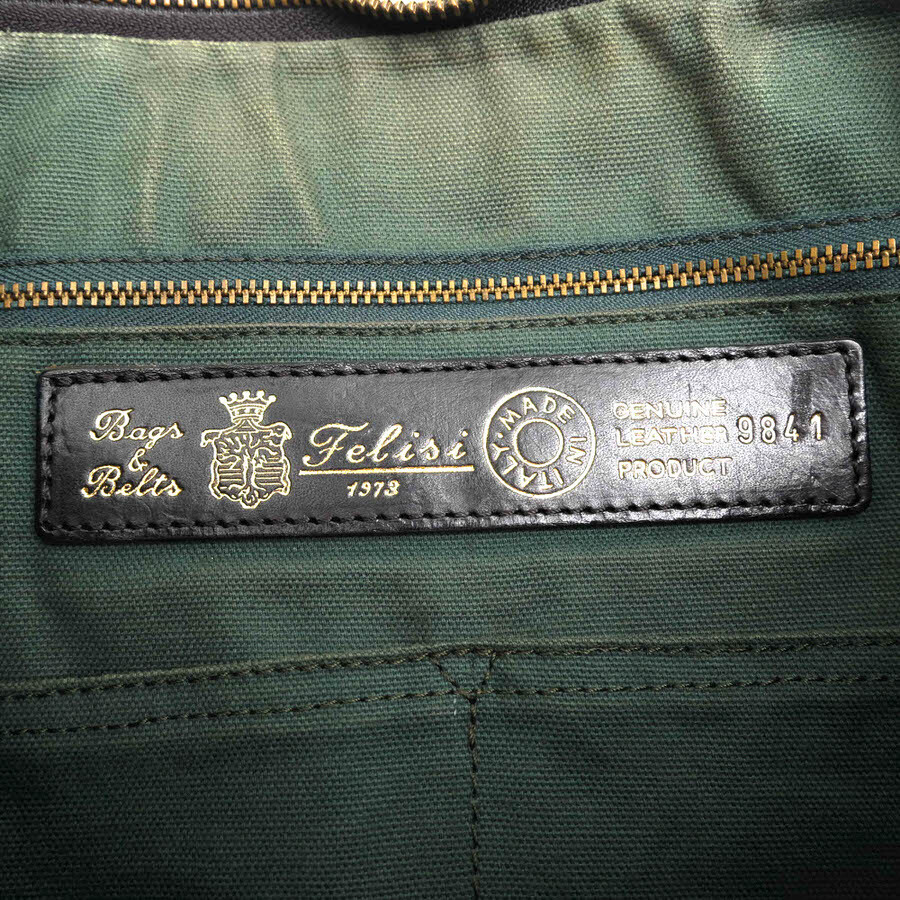 Bags
&
Belts
Felisi
1973
MADE IN ITALY
GENUINE
LEATHER
PRODUCT
9841